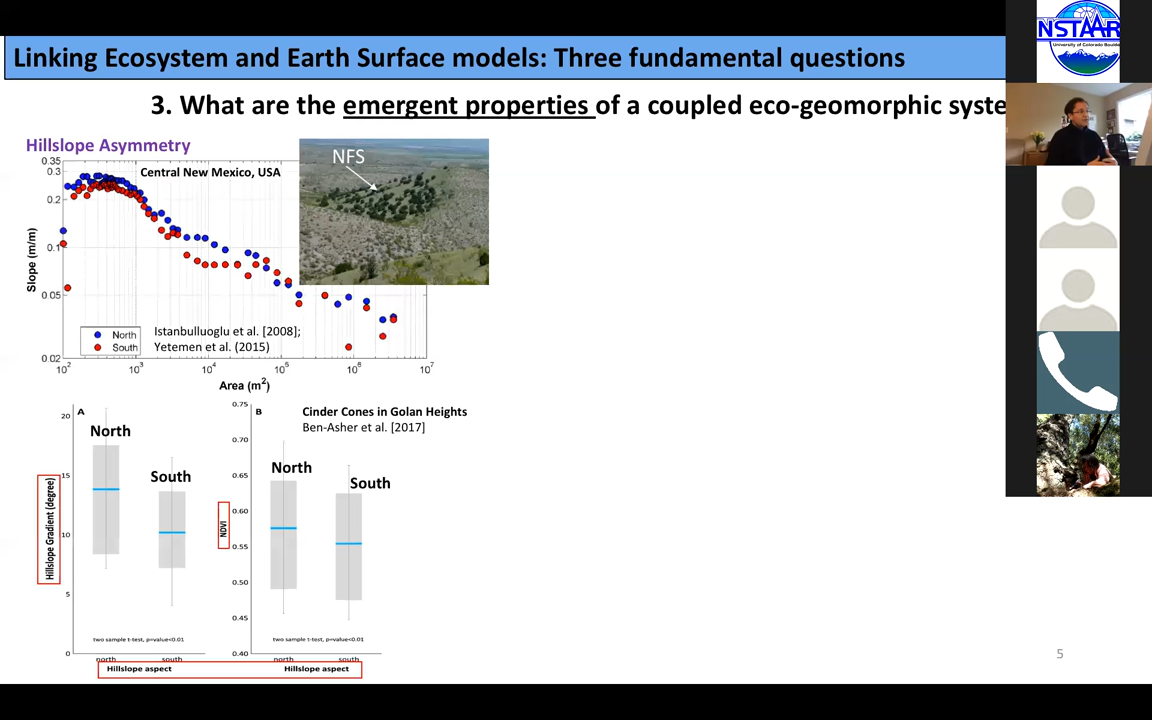 Linking Ecosystem and Earth Surface models: Three fundamental questions
3. What are the emergent properties of a coupled eco-geomorphic syste
NSTAAR
University of Colorado Boulder
Hillslope Asymmetry
Central New Mexico, USA
NFS
0.35
0.3
0.2
0.1
0.05
0.02
Slope (m/m)
North
South
Istanbulluoglu et al. [2008];
Yetemen et al. (2015)
10² 10³ 10⁴ 10⁵ 10⁶ 10⁷
Area (m²)
A
North
South
20
15
10
5
0
Hillslope Gradient (degree)
two sample t-test, p=value<0.01
north south
Hillslope aspect
B
Cinder Cones in Golan Heights
Ben-Asher et al. [2017]
North
South
0.75
0.70
0.65
0.60
0.55
0.50
0.45
0.40
NDVI
two sample t-test, p=value<0.01
north south
Hillslope aspect
5